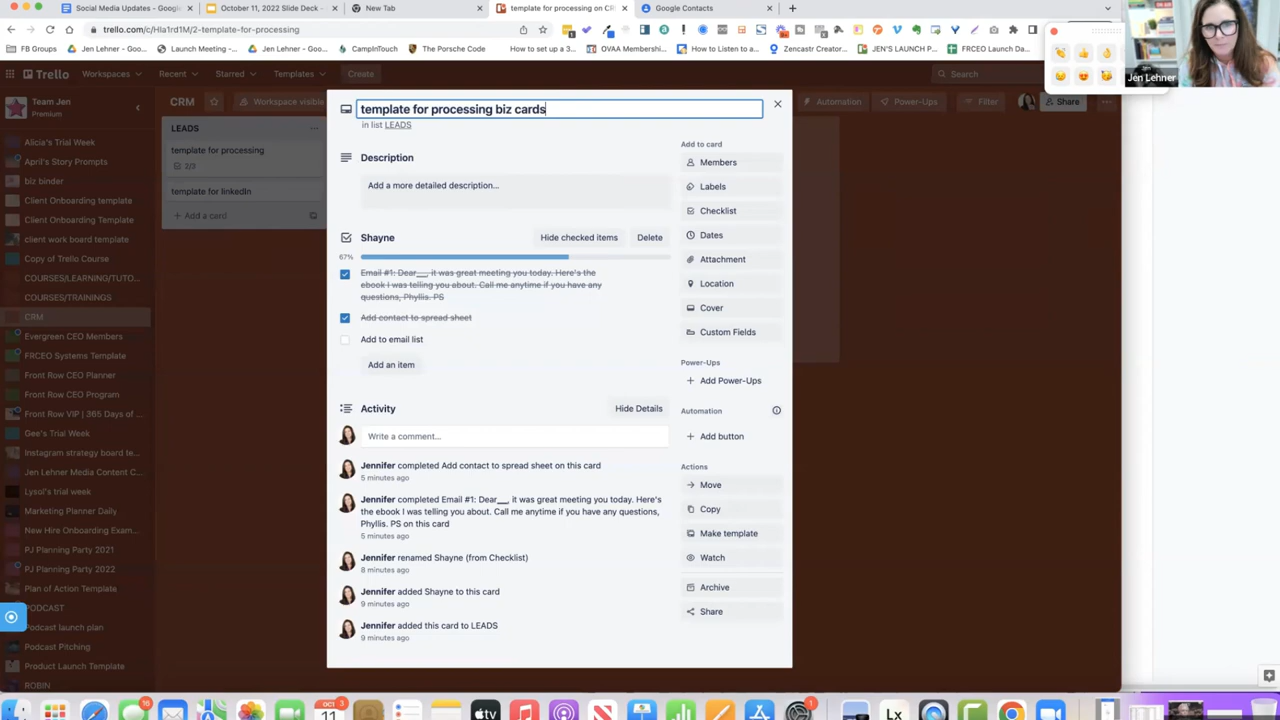 Social Media Updates - Google
October 11, 2022 Slide Deck -
New Tab
template for processing on CRM
Google Contacts
trello.com/c/Hla1rd1M/2-template-for-processing
FB Groups
Jen Lehner - Goo...
Launch Meeting -...
Jen Lehner - Goo...
CampInTouch
The Porsche Code
How to set up a 3...
OVAA Membershi...
How to Listen to a...
Zencastr Creator...
JEN'S LAUNCH P...
FRCEO Launch Da...
Jen Lehner
Trello
Workspaces
Recent
Starred
Templates
Create
Search
Team Jen
Premium
CRM
Workspace visible
Automation
Power-Ups
Filter
Share
Alicia's Trial Week
April's Story Prompts
biz binder
Client Onboarding template
Client Onboarding Template
client work board template
Copy of Trello Course
COURSES/LEARNING/TUTO...
COURSES/TRAININGS
CRM
Evergreen CEO Members
FRCEO Systems Template
Front Row CEO Planner
Front Row CEO Program
Front Row VIP | 365 Days of ...
Gee's Trial Week
Instagram strategy board te...
Jen Lehner Media Content C...
Lysol's trial week
Marketing Planner Daily
New Hire Onboarding Exam...
PJ Planning Party 2021
PJ Planning Party 2022
Plan of Action Template
PODCAST
Podcast launch plan
Podcast Pitching
Product Launch Template
ROBIN
LEADS
template for processing
2/3
template for linkedin
+ Add a card
template for processing biz cards
in list LEADS
Description
Add a more detailed description...
Shayne
Hide checked items
Delete
67%
Email #1: Dear___, it was great meeting you today. Here's the
ebook I was telling you about. Call me anytime if you have any
questions, Phyllis. PS
Add contact to spread sheet
Add to email list
Add an item
Activity
Hide Details
Write a comment...
Jennifer completed Add contact to spread sheet on this card
5 minutes ago
Jennifer completed Email #1: Dear___, it was great meeting you today. Here's
the ebook I was telling you about. Call me anytime if you have any questions,
Phyllis. PS on this card
5 minutes ago
Jennifer renamed Shayne (from Checklist)
8 minutes ago
Jennifer added Shayne to this card
9 minutes ago
Jennifer added this card to LEADS
9 minutes ago
Add to card
Members
Labels
Checklist
Dates
Attachment
Location
Cover
Custom Fields
Power-Ups
+ Add Power-Ups
Automation
+ Add button
Actions
Move
Copy
Make template
Watch
Archive
Share
OCT
11
3
tv
Lx